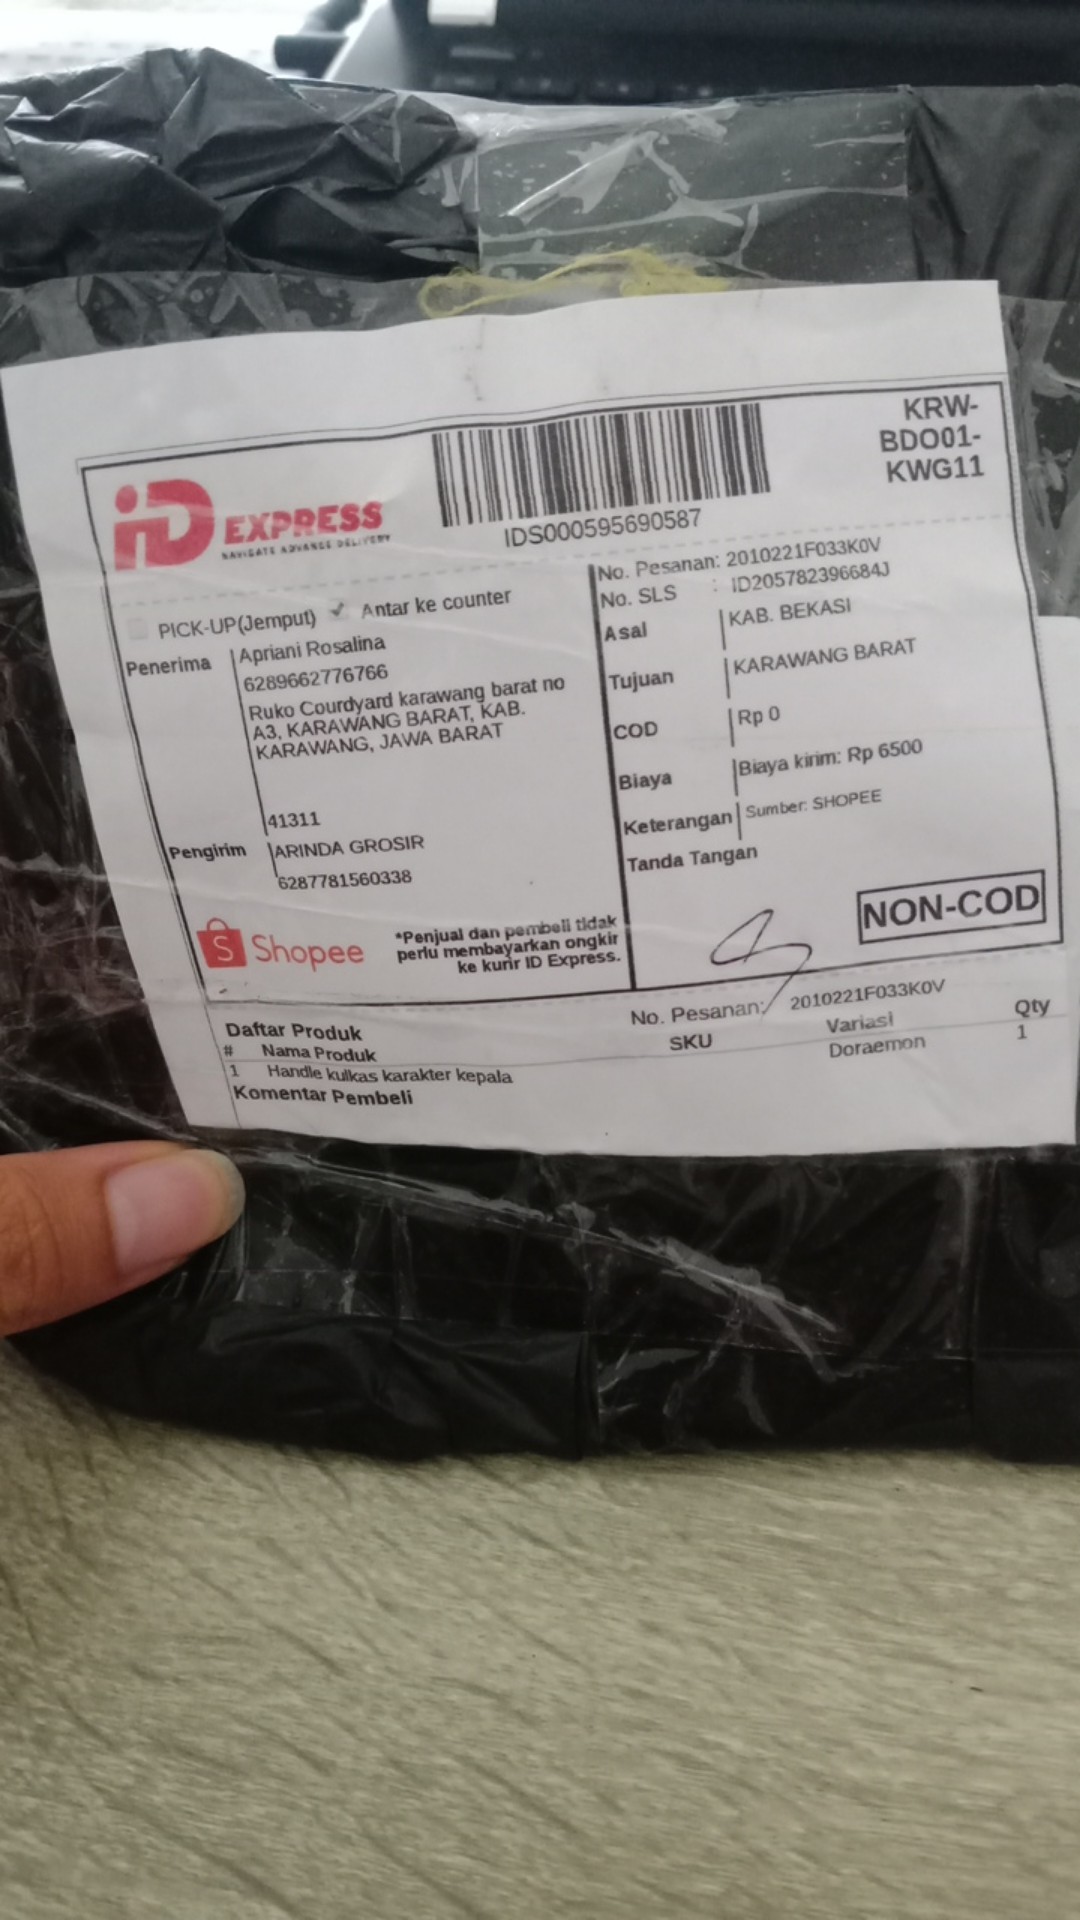 KRW-
BDO01-
KWG11
iD EXPRESS
NAVIGATE ADVANCE DELIVERY
IDS000595690587
PICK-UP(Jemput) ✓ Antar ke counter
Penerima
Apriani Rosalina
6289662776766
Ruko Courdyard karawang barat no
A3, KARAWANG BARAT, KAB.
KARAWANG, JAWA BARAT
41311
Pengirim
ARINDA GROSIR
6287781560338
No. Pesanan: 2010221F033K0V
No. SLS : ID205782396684J
Asal KAB. BEKASI
Tujuan KARAWANG BARAT
COD Rp 0
Biaya Biaya kirim: Rp 6500
Keterangan Sumber: SHOPEE
Tanda Tangan
NON-COD
S Shopee
*Penjual dan pembeli tidak
perlu membayarkan ongkir
ke kurir ID Express.
Daftar Produk No. Pesanan: 2010221F033K0V
# Nama Produk SKU Variasi Qty
1 Handle kulkas karakter kepala Doraemon 1
Komentar Pembeli